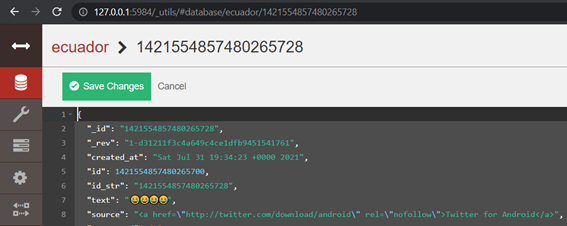 127.0.0.1:5984/_utils/#database/ecuador/1421554857480265728
ecuador > 1421554857480265728
Save Changes Cancel
1 {
2 "_id": "1421554857480265728",
3 "_rev": "1-d31211f3c4a649c4ce1dfb9451541761",
4 "created_at": "Sat Jul 31 19:34:23 +0000 2021",
5 "id": 1421554857480265700,
6 "id_str": "1421554857480265728",
7 "text": "😂😂😂😂",
8 "source": "<a href=\"http://twitter.com/download/android\" rel=\"nofollow\">Twitter for Android</a>",